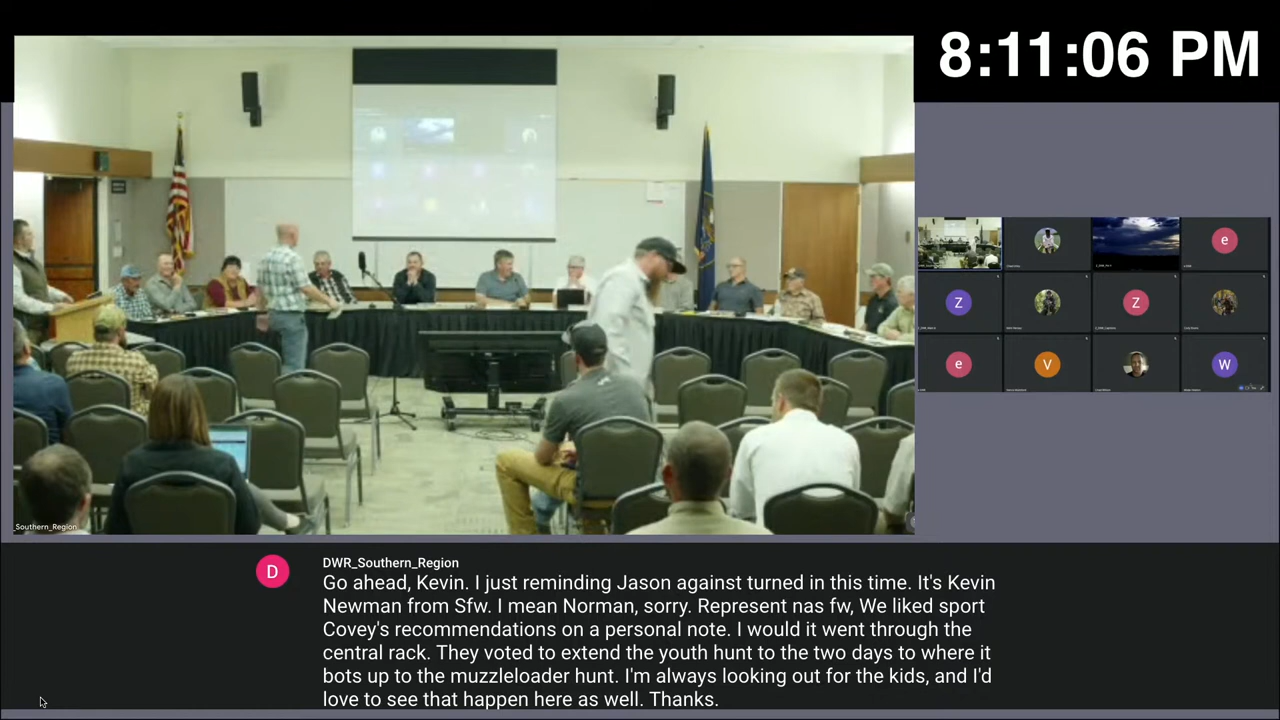 8:11:06 PM
e
Z
Z
e
V
W
_Southern_Region
D
DWR_Southern_Region
Go ahead, Kevin. I just reminding Jason against turned in this time. It's Kevin
Newman from Sfw. I mean Norman, sorry. Represent nas fw, We liked sport
Covey's recommendations on a personal note. I would it went through the
central rack. They voted to extend the youth hunt to the two days to where it
bots up to the muzzleloader hunt. I'm always looking out for the kids, and I'd
love to see that happen here as well. Thanks.